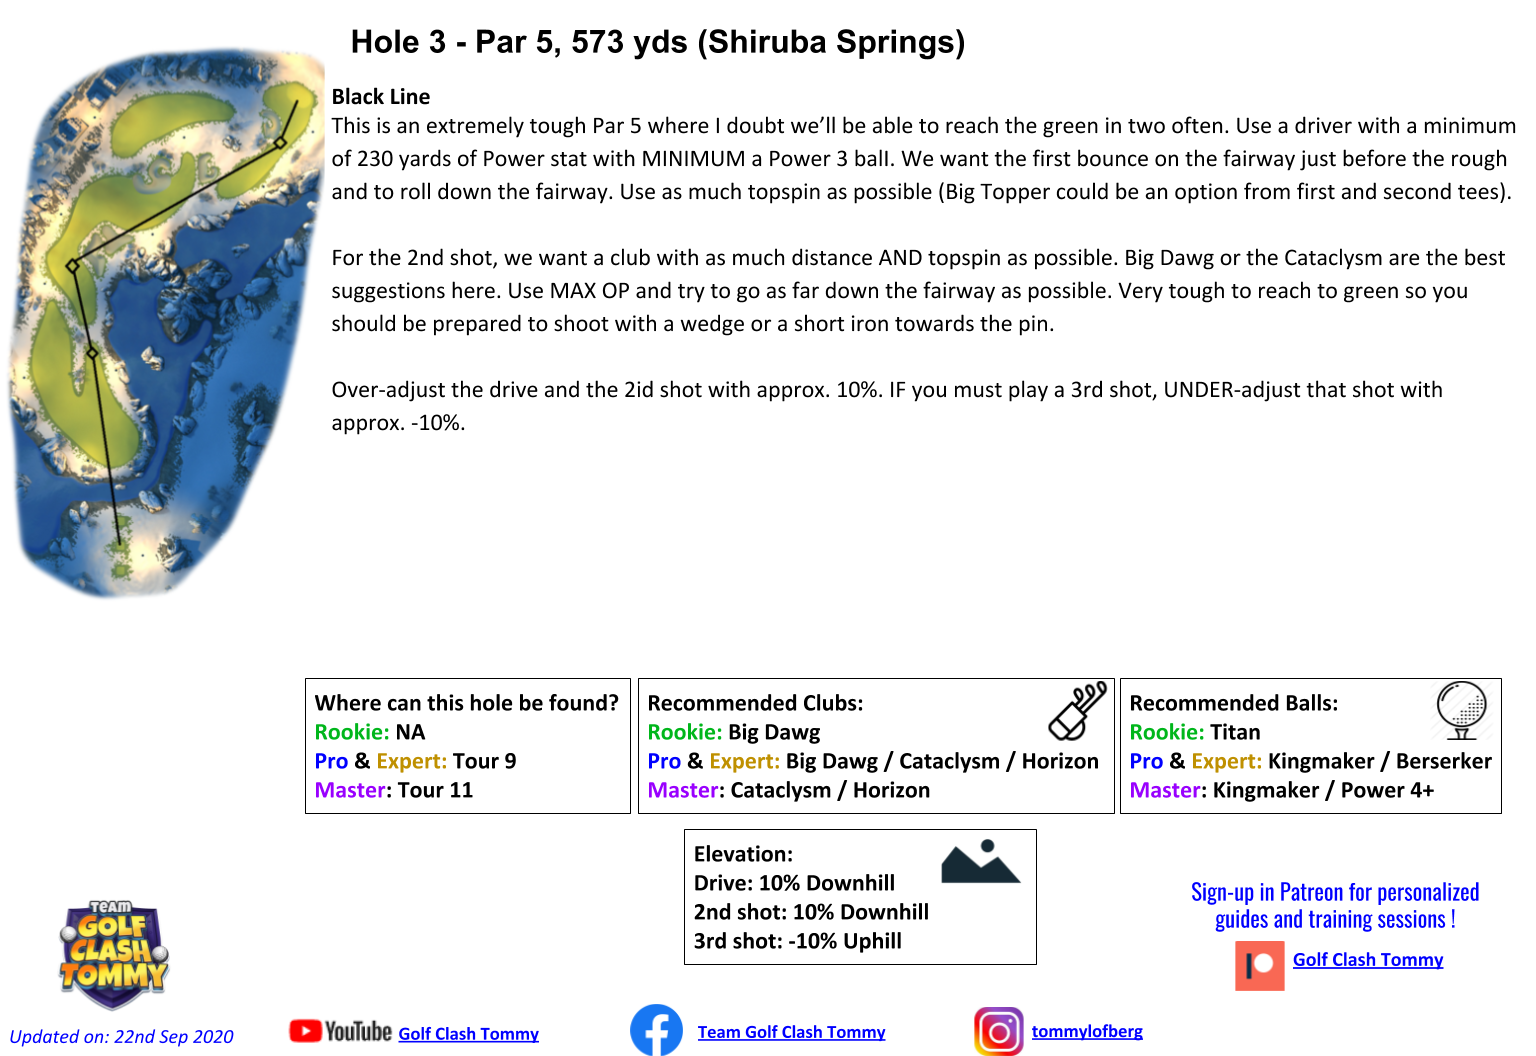 Hole 3 - Par 5, 573 yds (Shiruba Springs)
Black Line
This is an extremely tough Par 5 where I doubt we’ll be able to reach the green in two often. Use a driver with a minimum
of 230 yards of Power stat with MINIMUM a Power 3 ball. We want the first bounce on the fairway just before the rough
and to roll down the fairway. Use as much topspin as possible (Big Topper could be an option from first and second tees).
For the 2nd shot, we want a club with as much distance AND topspin as possible. Big Dawg or the Cataclysm are the best
suggestions here. Use MAX OP and try to go as far down the fairway as possible. Very tough to reach to green so you
should be prepared to shoot with a wedge or a short iron towards the pin.
Over-adjust the drive and the 2id shot with approx. 10%. IF you must play a 3rd shot, UNDER-adjust that shot with
approx. -10%.
Where can this hole be found?
Rookie: NA
Pro & Expert: Tour 9
Master: Tour 11
Recommended Clubs:
Rookie: Big Dawg
Pro & Expert: Big Dawg / Cataclysm / Horizon
Master: Cataclysm / Horizon
Recommended Balls:
Rookie: Titan
Pro & Expert: Kingmaker / Berserker
Master: Kingmaker / Power 4+
Elevation:
Drive: 10% Downhill
2nd shot: 10% Downhill
3rd shot: -10% Uphill
Sign-up in Patreon for personalized
guides and training sessions !
Golf Clash Tommy
TEAM
GOLF
CLASH
TOMMY
Updated on: 22nd Sep 2020
YouTube Golf Clash Tommy
Team Golf Clash Tommy
tommylofberg